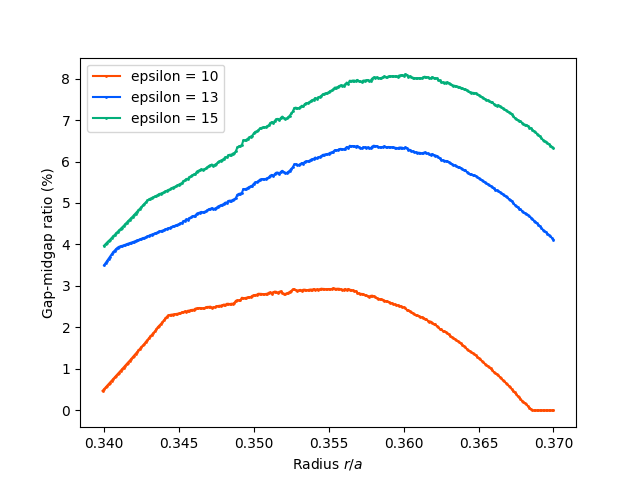 epsilon = 10
epsilon = 13
epsilon = 15
Gap-midgap ratio (%)
8
7
6
5
4
3
2
1
0
0.340 0.345 0.350 0.355 0.360 0.365 0.370
Radius r/a